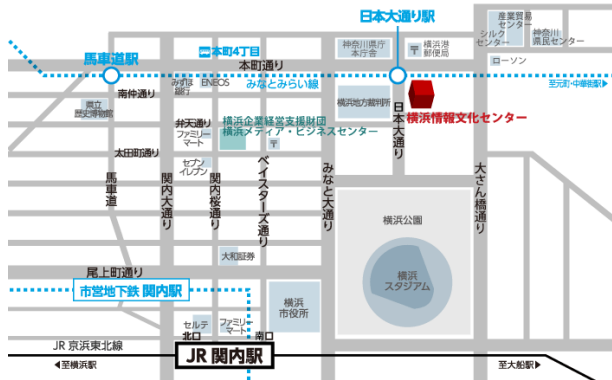 日本大通り駅
産業貿易
センター
シルク
センター
神奈川
県民センター
馬車道駅
本町4丁目
神奈川県庁
本庁舎
横浜港
郵便局
本町通り
ローソン
みずほ
銀行
ENEOS
みなとみらい線
至元町・中華街駅
南仲通り
県立
歴史博物館
横浜地方裁判所
日本大通り
横浜情報文化センター
弁天通り
ファミリー
マート
横浜企業経営支援財団
横浜メディア・ビジネスセンター
太田町通り
セブン
イレブン
馬車道
関内大通り
関内桜通り
ベイスターズ通り
みなと大通り
大さん橋通り
横浜公園
横浜
スタジアム
大和証券
尾上町通り
市営地下鉄 関内駅
横浜
市役所
セルテ
ファミリー
マート
北口
南口
JR 京浜東北線
JR 関内駅
至横浜駅
至大船駅